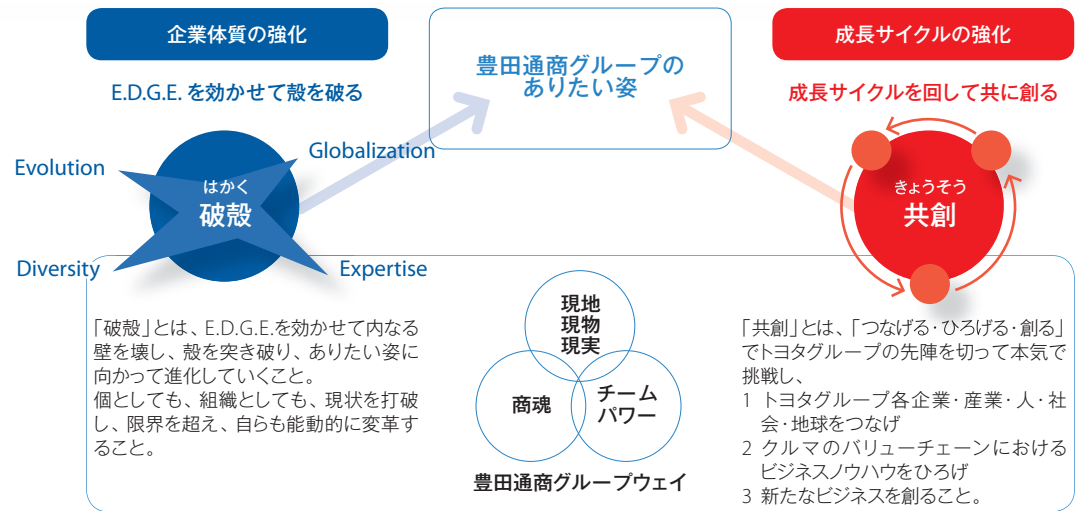 企業体質の強化
E.D.G.E. を効かせて殻を破る
Evolution
Globalization
はかく
破殻
Diversity
Expertise
「破殻」とは、E.D.G.E.を効かせて内なる
壁を壊し、殻を突き破り、ありたい姿に
向かって進化していくこと。
個としても、組織としても、現状を打破
し、限界を超え、自らも能動的に変革す
ること。
豊田通商グループの
ありたい姿
現地
現物
現実
商魂
チーム
パワー
豊田通商グループウェイ
成長サイクルの強化
成長サイクルを回して共に創る
きょうそう
共創
「共創」とは、「つなげる・ひろげる・創る」
でトヨタグループの先陣を切って本気で
挑戦し、
1 トヨタグループ各企業・産業・人・社
会・地球をつなげ
2 クルマのバリューチェーンにおける
ビジネスノウハウをひろげ
3 新たなビジネスを創ること。